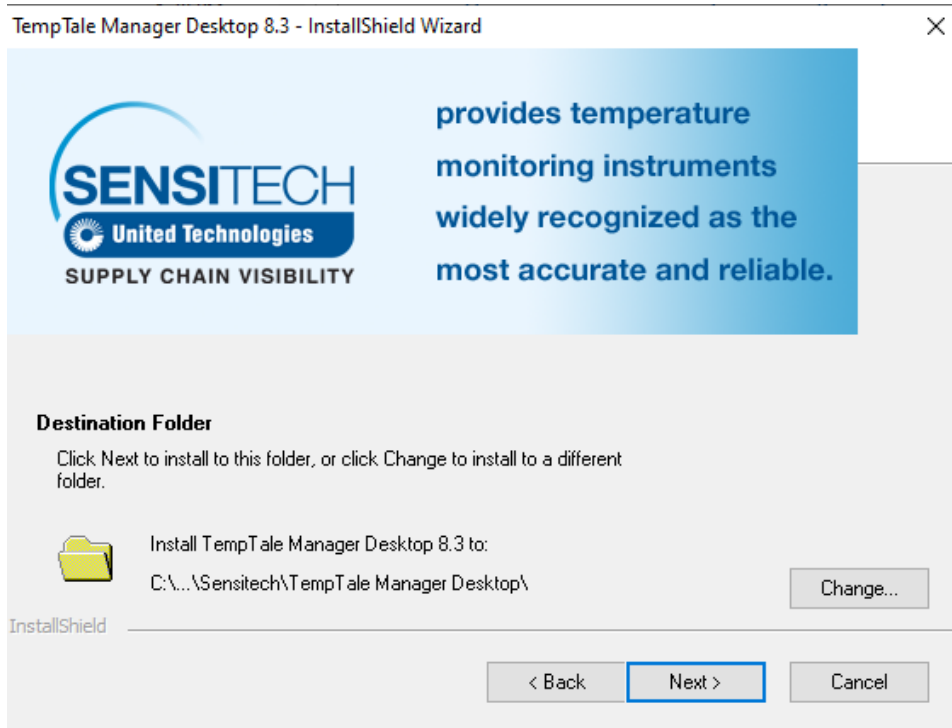 TempTale Manager Desktop 8.3 - InstallShield Wizard
SENSITECH
United Technologies
SUPPLY CHAIN VISIBILITY
provides temperature
monitoring instruments
widely recognized as the
most accurate and reliable.
Destination Folder
Click Next to install to this folder, or click Change to install to a different
folder.
Install TempTale Manager Desktop 8.3 to:
C:\...\Sensitech\TempTale Manager Desktop\
Change...
InstallShield
< Back
Next >
Cancel